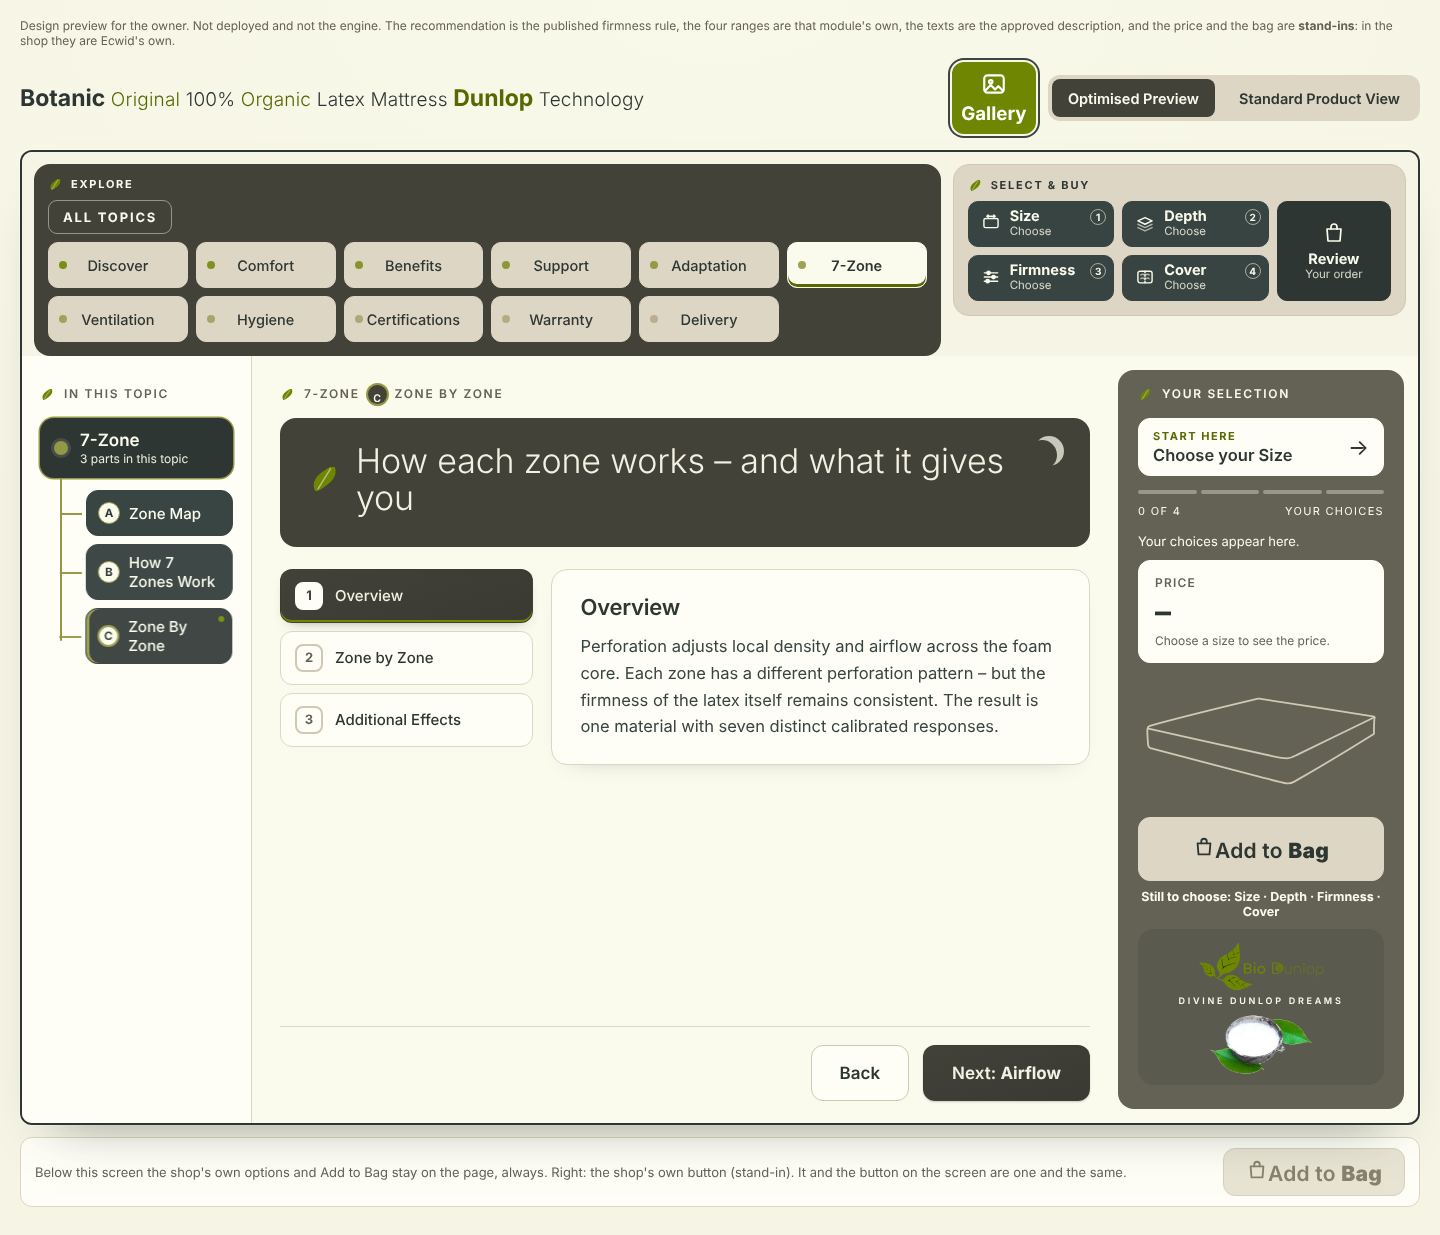 Design preview for the owner. Not deployed and not the engine. The recommendation is the published firmness rule, the four ranges are that module's own, the texts are the approved description, and the price and the bag are stand-ins: in the
shop they are Ecwid's own.
Botanic Original 100% Organic Latex Mattress Dunlop Technology
Gallery
Optimised Preview
Standard Product View
EXPLORE
ALL TOPICS
Discover
Comfort
Benefits
Support
Adaptation
7-Zone
Ventilation
Hygiene
Certifications
Warranty
Delivery
SELECT & BUY
Size
Choose
1
Depth
Choose
2
Firmness
Choose
3
Cover
Choose
4
Review
Your order
IN THIS TOPIC
7-Zone
3 parts in this topic
A Zone Map
B How 7
Zones Work
C Zone By
Zone
7-ZONE C ZONE BY ZONE
How each zone works – and what it gives
you
1 Overview
2 Zone by Zone
3 Additional Effects
Overview
Perforation adjusts local density and airflow across the foam
core. Each zone has a different perforation pattern – but the
firmness of the latex itself remains consistent. The result is
one material with seven distinct calibrated responses.
Back
Next: Airflow
YOUR SELECTION
START HERE
Choose your Size
0 OF 4
YOUR CHOICES
Your choices appear here.
PRICE
–
Choose a size to see the price.
Add to Bag
Still to choose: Size · Depth · Firmness ·
Cover
Bio Dunlop
DIVINE DUNLOP DREAMS
Below this screen the shop's own options and Add to Bag stay on the page, always. Right: the shop's own button (stand-in). It and the button on the screen are one and the same.
Add to Bag